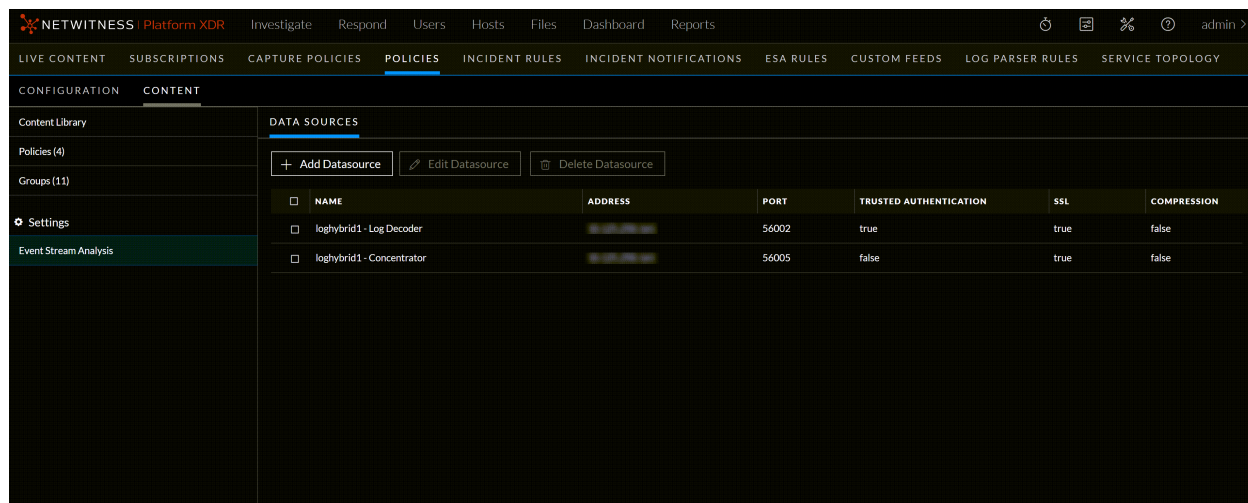 NETWITNESS Platform XDR Investigate Respond Users Hosts Files Dashboard Reports admin
LIVE CONTENT SUBSCRIPTIONS CAPTURE POLICIES POLICIES INCIDENT RULES INCIDENT NOTIFICATIONS ESA RULES CUSTOM FEEDS LOG PARSER RULES SERVICE TOPOLOGY
CONFIGURATION CONTENT
Content Library
Policies (4)
Groups (11)
Settings
Event Stream Analysis
DATA SOURCES
+ Add Datasource Edit Datasource Delete Datasource
NAME ADDRESS PORT TRUSTED AUTHENTICATION SSL COMPRESSION
loghybrid1 - Log Decoder 56002 true true false
loghybrid1 - Concentrator 56005 false true false